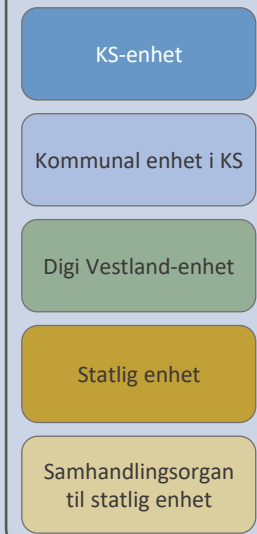 KS-enhet
Kommunal enhet i KS
Digi Vestland-enhet
Statlig enhet
Samhandlingsorgan
til statlig enhet